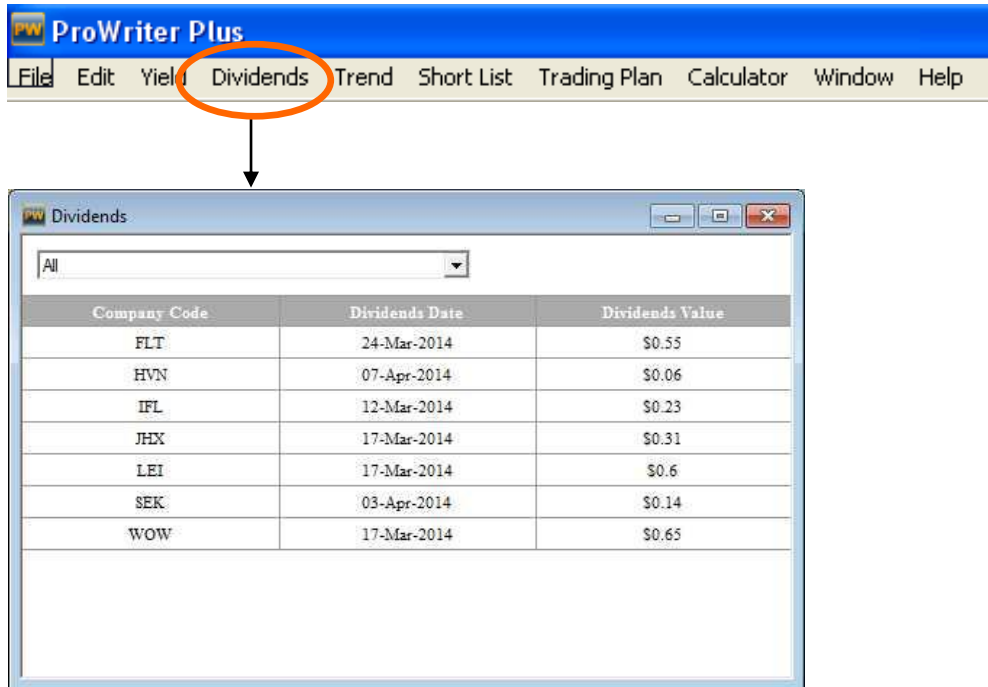 PW ProWriter Plus
File Edit Yield Dividends Trend Short List Trading Plan Calculator Window Help
PW Dividends
All
Company Code Dividends Date Dividends Value
FLT 24-Mar-2014 $0.55
HVN 07-Apr-2014 $0.06
IFL 12-Mar-2014 $0.23
JHX 17-Mar-2014 $0.31
LEI 17-Mar-2014 $0.6
SEK 03-Apr-2014 $0.14
WOW 17-Mar-2014 $0.65